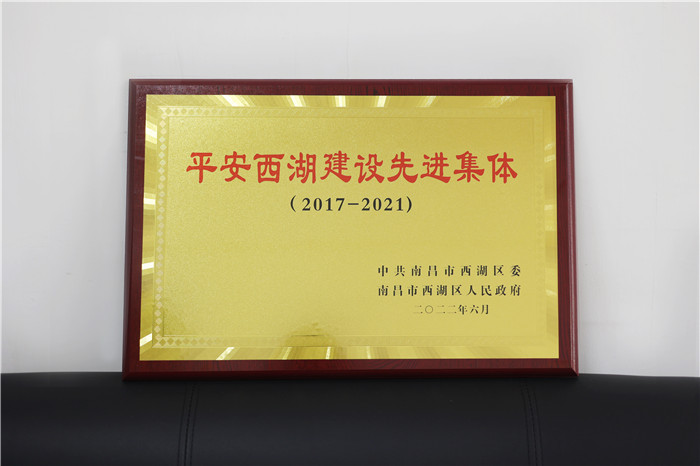 平安西湖建设先进集体
(2017-2021)
中共南昌市西湖区委
南昌市西湖区人民政府
二〇二二年六月